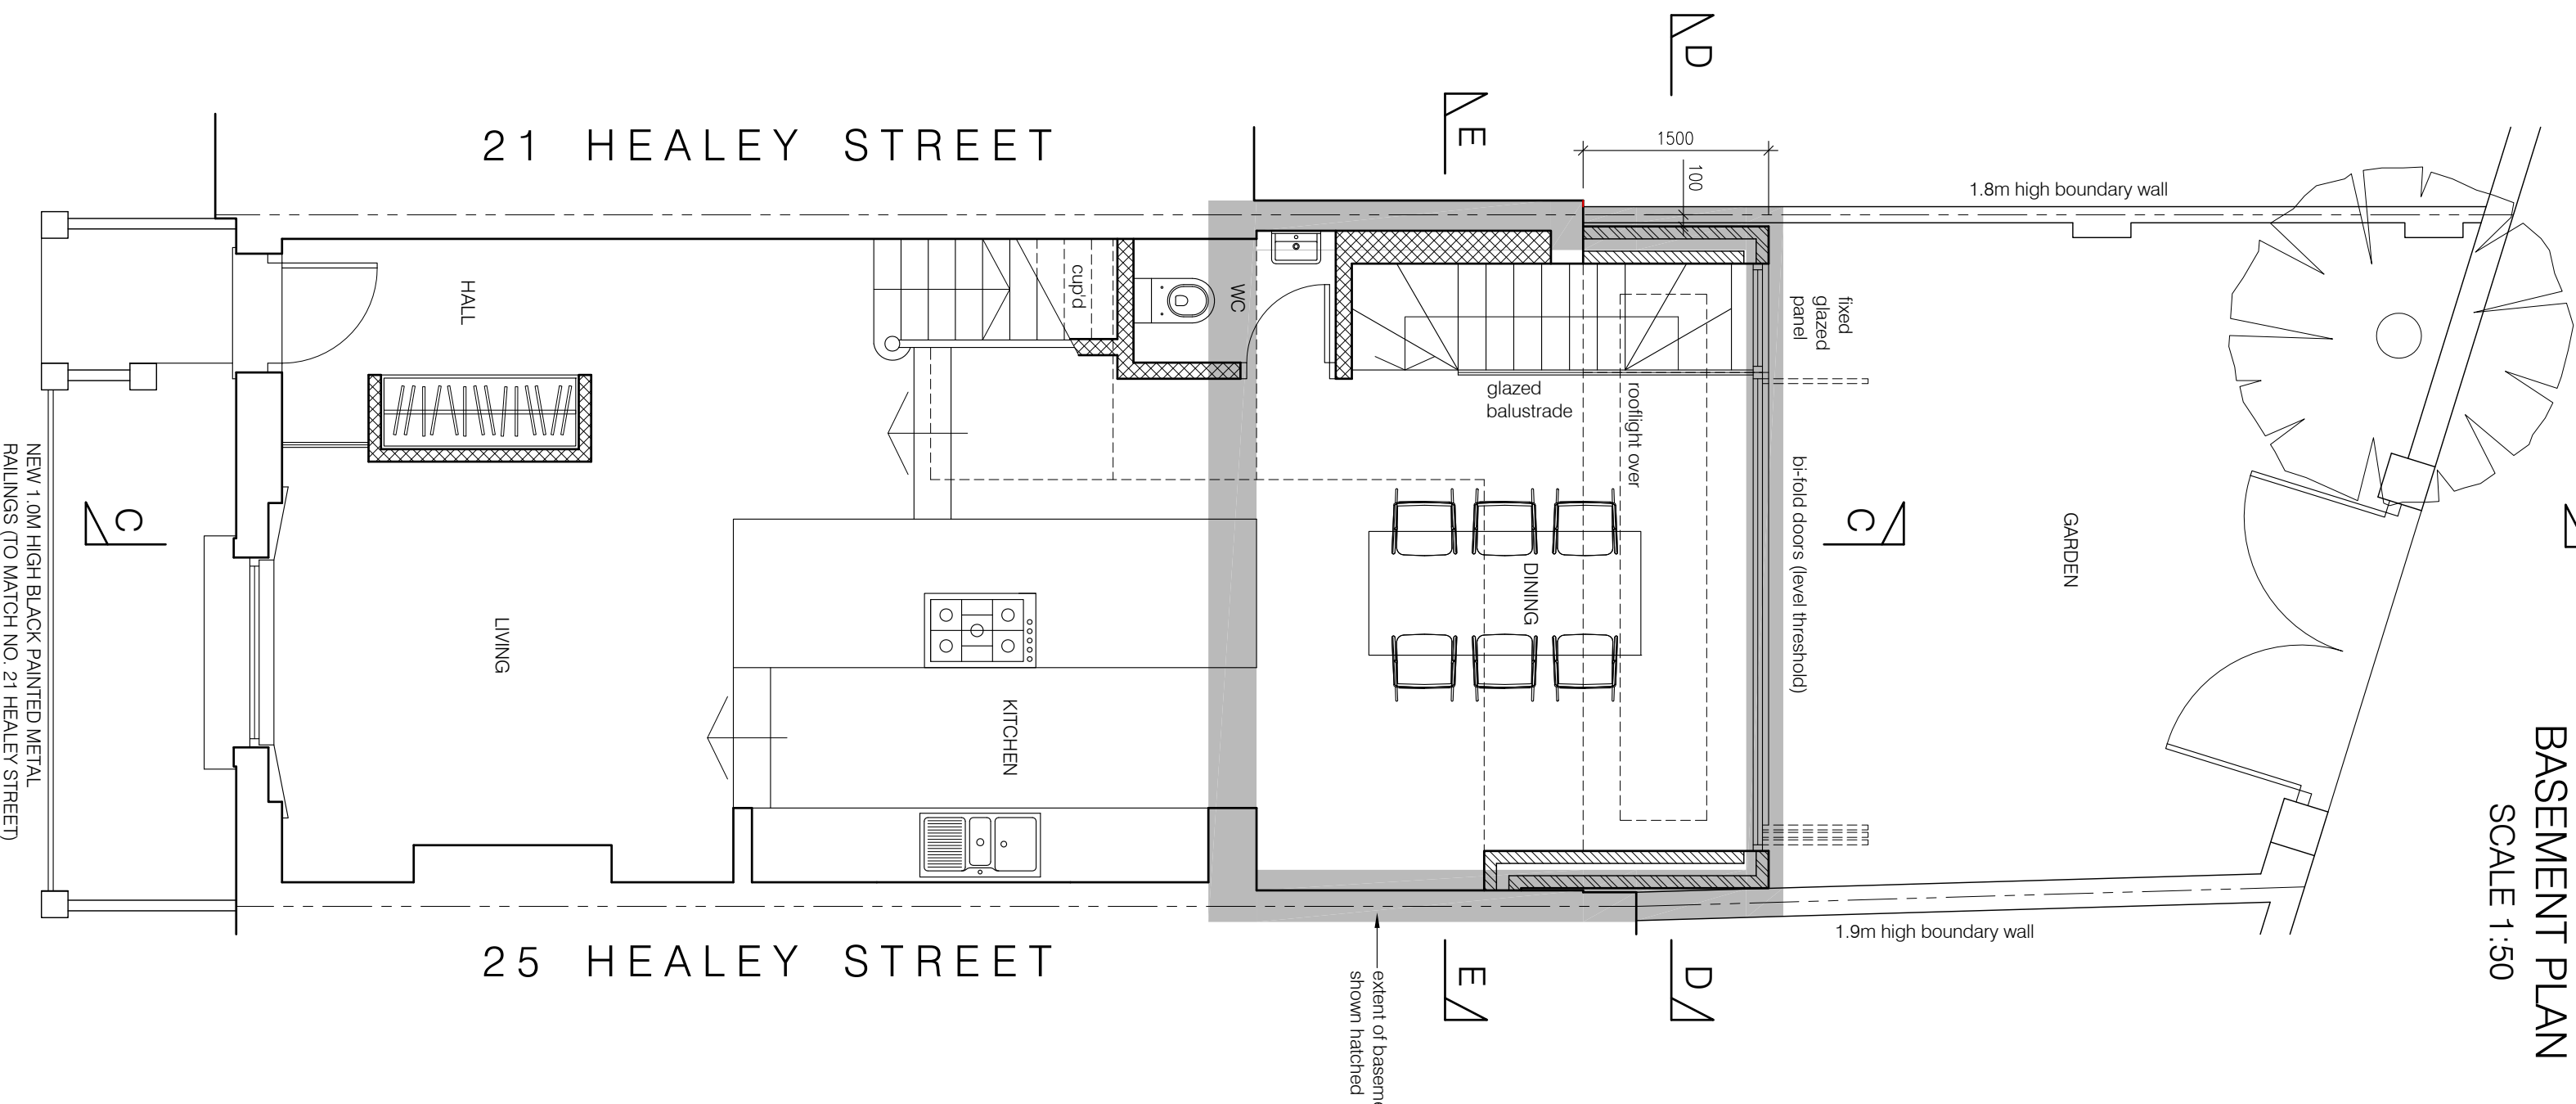 21 HEALEY STREET
D
E
1500
100
1.8m high boundary wall
HALL
cup'd
WC
fixed
glazed
panel
glazed
balustrade
rooflight over
bi-fold doors (level threshold)
C
C
GARDEN
DINING
LIVING
KITCHEN
NEW 1.0M HIGH BLACK PAINTED METAL
RAILINGS (TO MATCH NO. 21 HEALEY STREET)
BASEMENT PLAN
SCALE 1:50
1.9m high boundary wall
25 HEALEY STREET
E
D
extent of
shown hatched